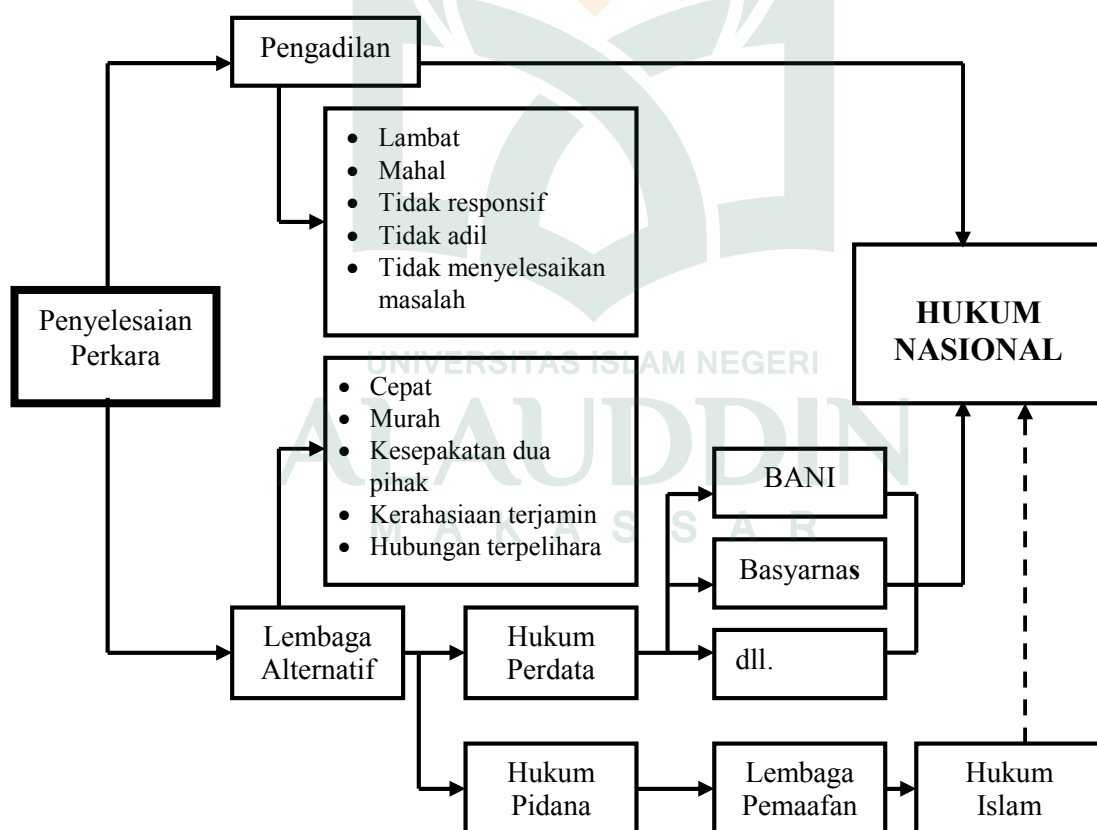 Pengadilan
• Lambat
• Mahal
• Tidak responsif
• Tidak adil
• Tidak menyelesaikan
masalah
Penyelesaian
Perkara
HUKUM
NASIONAL
UNIVERSITAS ISLAM NEGERI
ALAUDDIN
MAKASSAR
• Cepat
• Murah
• Kesepakatan dua
pihak
• Kerahasiaan terjamin
• Hubungan terpelihara
BANI
Basyarnas
dll.
Lembaga
Alternatif
Hukum
Perdata
Hukum
Pidana
Lembaga
Pemaafan
Hukum
Islam